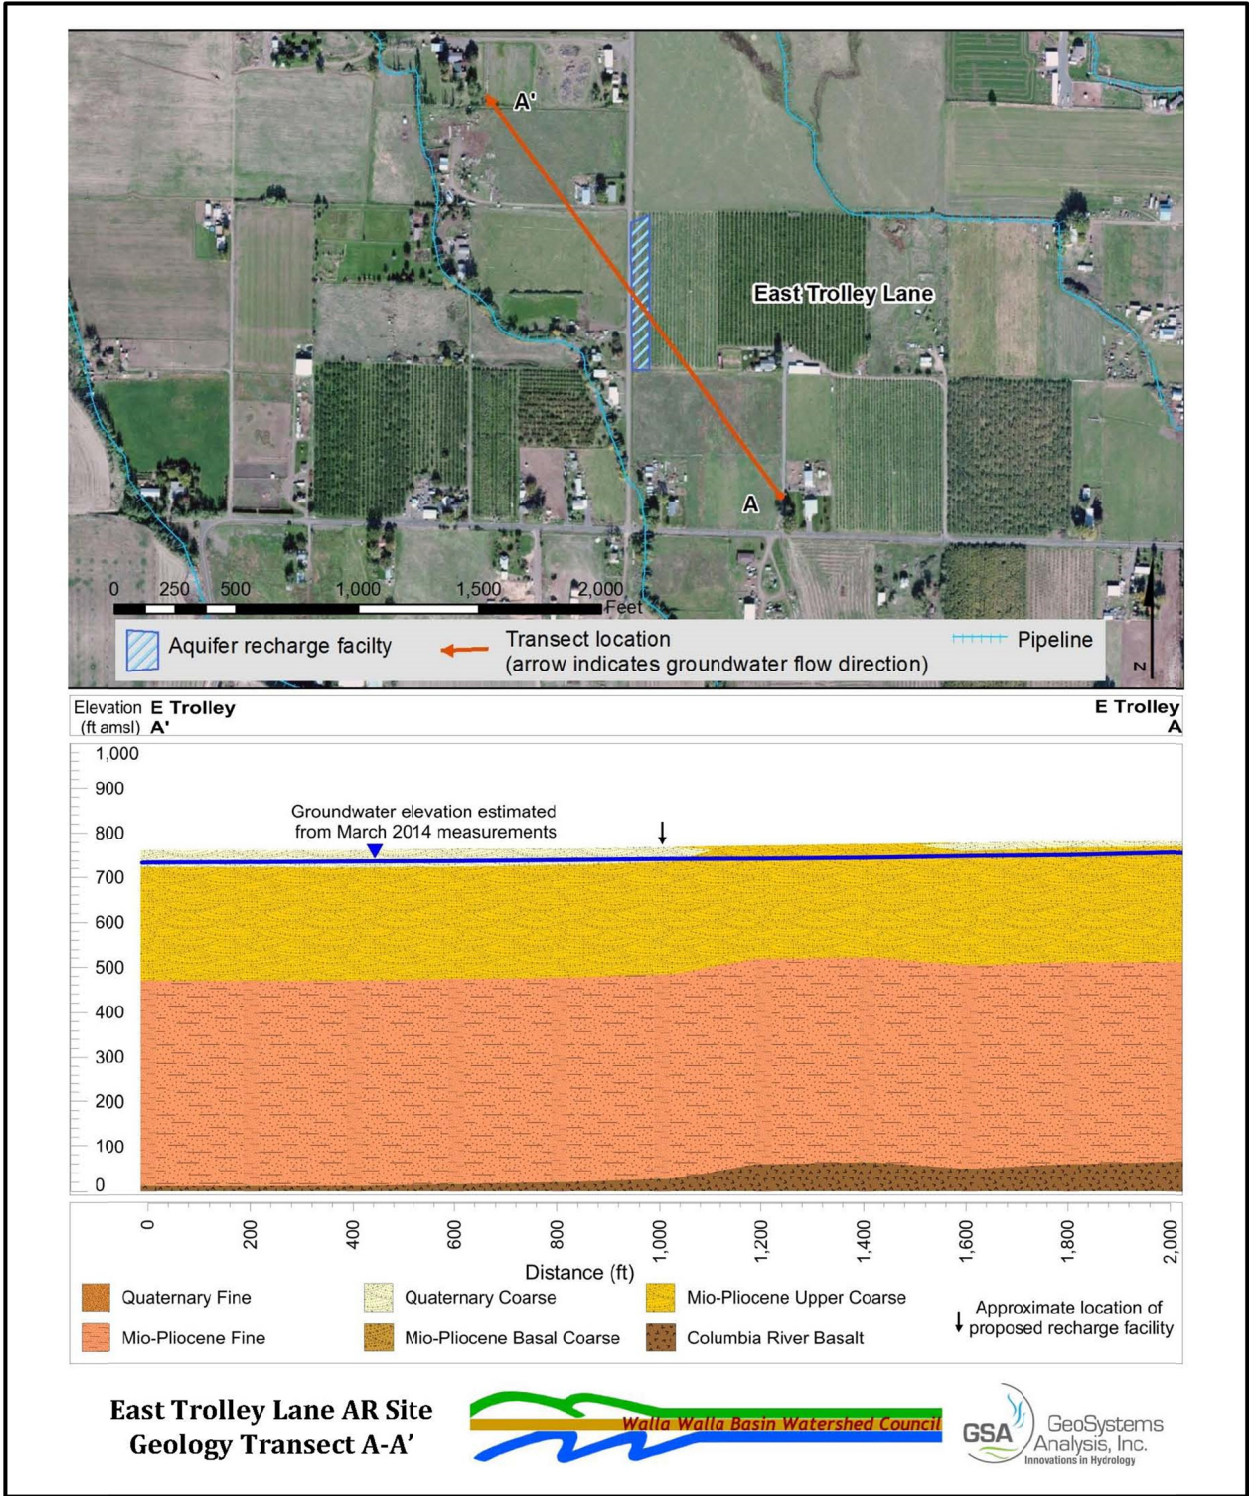 A'
East Trolley Lane
A
0 250 500 1,000 1,500 2,000
Feet
Aquifer recharge facilty
Transect location
(arrow indicates groundwater flow direction)
Pipeline
N
Elevation E Trolley
(ft amsl) A'
E Trolley
A
1,000
900
800
700
600
500
400
300
200
100
0
Groundwater elevation estimated
from March 2014 measurements
0 200 400 600 800 1,000 1,200 1,400 1,600 1,800 2,000
Distance (ft)
Quaternary Fine
Quaternary Coarse
Mio-Pliocene Upper Coarse
Mio-Pliocene Fine
Mio-Pliocene Basal Coarse
Columbia River Basalt
Approximate location of
proposed recharge facility
East Trolley Lane AR Site
Geology Transect A-A’
Walla Walla Basin Watershed Council
GSA
GeoSystems
Analysis, Inc.
Innovations in Hydrology